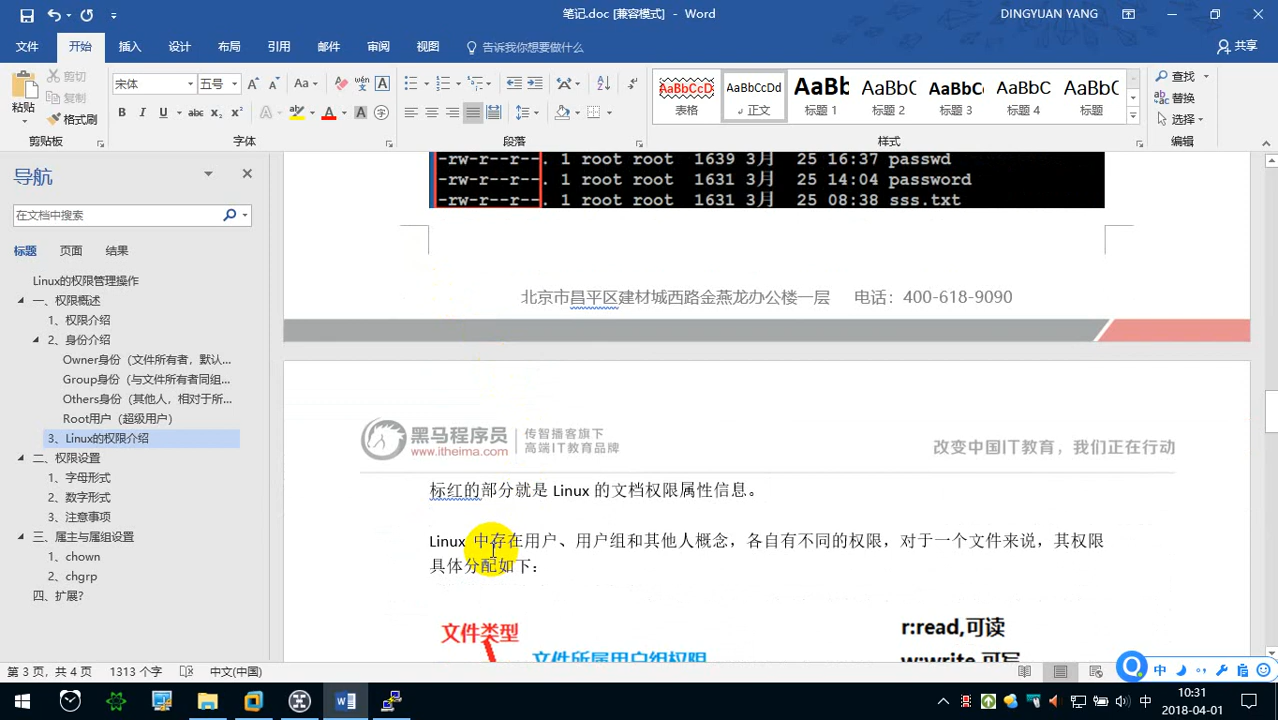 笔记.doc [兼容模式] - Word
DINGYUAN YANG
文件
开始
插入
设计
布局
引用
邮件
审阅
视图
告诉我你想要做什么
共享
粘贴
剪切
复制
格式刷
剪贴板
宋体
五号
字体
段落
AaBbCcD
表格
AaBbCcDd
正文
AaBb
标题 1
AaBbC
标题 2
AaBbC
标题 3
AaBbC
标题 4
AaBbC
标题
样式
查找
替换
选择
编辑
导航
在文档中搜索
标题
页面
结果
Linux的权限管理操作
一、权限概述
1、权限介绍
2、身份介绍
Owner身份（文件所有者，默认...
Group身份（与文件所有者同组...
Others身份（其他人，相对于所...
Root用户（超级用户）
3、Linux的权限介绍
二、权限设置
1、字母形式
2、数字形式
3、注意事项
三、属主与属组设置
1、chown
2、chgrp
四、扩展？
-rw-r--r--. 1 root root 1639 3月 25 16:37 passwd
-rw-r--r--. 1 root root 1631 3月 25 14:04 password
-rw-r--r--. 1 root root 1631 3月 25 08:38 sss.txt
北京市昌平区建材城西路金燕龙办公楼一层 电话：400-618-9090
黑马程序员
www.itheima.com
传智播客旗下
高端IT教育品牌
改变中国IT教育，我们正在行动
标红的部分就是 Linux 的文档权限属性信息。
Linux 中存在用户、用户组和其他人概念，各自有不同的权限，对于一个文件来说，其权限
具体分配如下：
文件类型
r:read,可读
文件所属用户组权限
w:write,可写
第 3 页，共 4 页
1313 个字
中文(中国)
中
中
10:31
2018-04-01